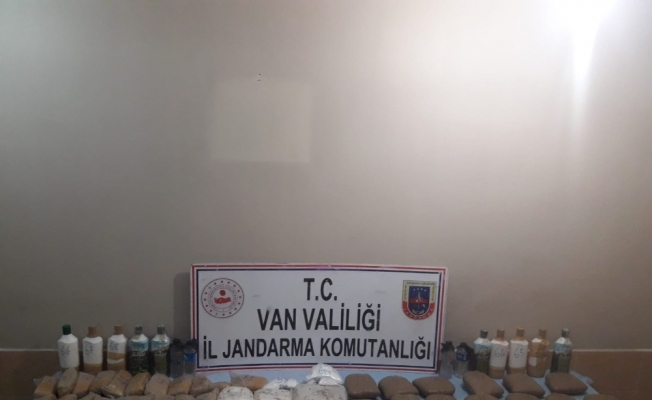 T.C.
VAN VALİLİĞİ
İL JANDARMA KOMUTANLIĞI